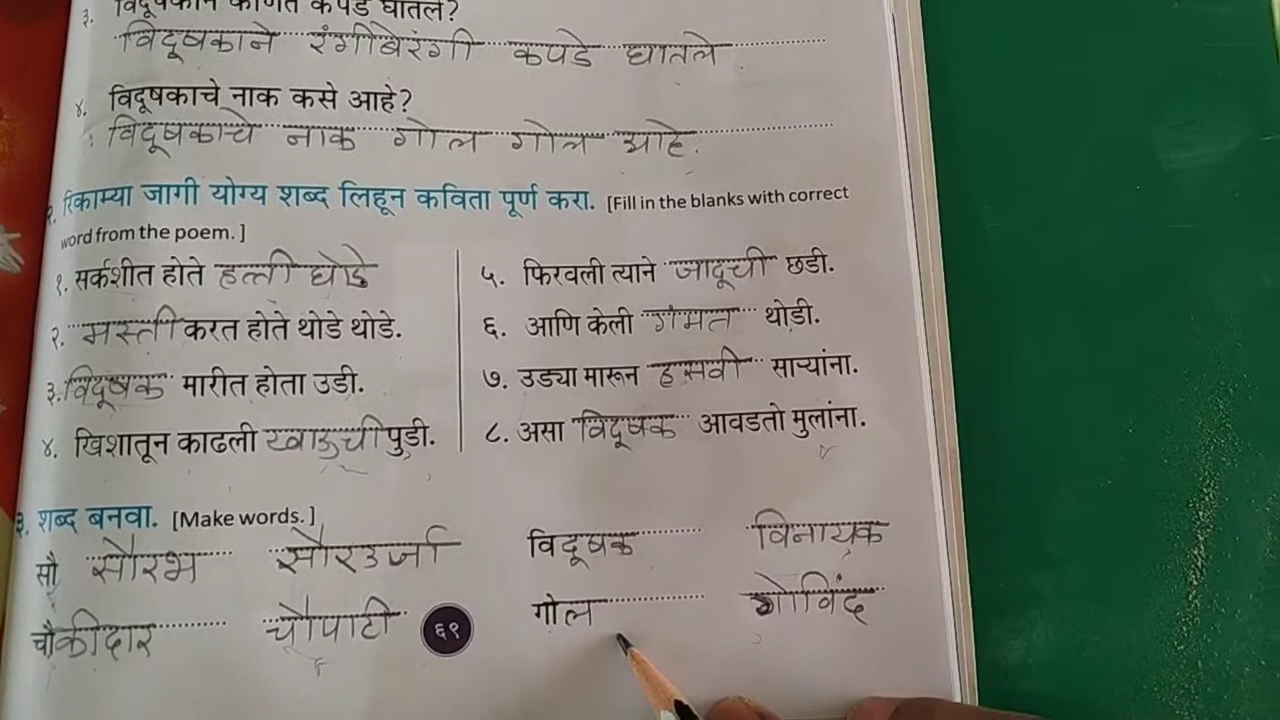 ३. विदूषकाने कोणते कपडे घातले?
विदूषकाने रंगीबेरंगी कपडे घातले.
४. विदूषकाचे नाक कसे आहे?
विदूषकाचे नाक गोल गोल आहे.
२. रिकाम्या जागी योग्य शब्द लिहून कविता पूर्ण करा. [Fill in the blanks with correct
word from the poem.]
१. सर्कशीत होते हत्ती घोडे
२. मस्ती करत होते थोडे थोडे.
३. विदूषक मारीत होता उडी.
४. खिशातून काढली खाऊची पुडी.
५. फिरवली त्याने जादूची छडी.
६. आणि केली गंमत थोडी.
७. उड्या मारून हसवी साऱ्यांना.
८. असा विदूषक आवडतो मुलांना.
३. शब्द बनवा. [Make words.]
सौ सौरभ सौरउर्जा विदूषक विनायक
चौकीदार चौपाटी गोल गोविंद
६९